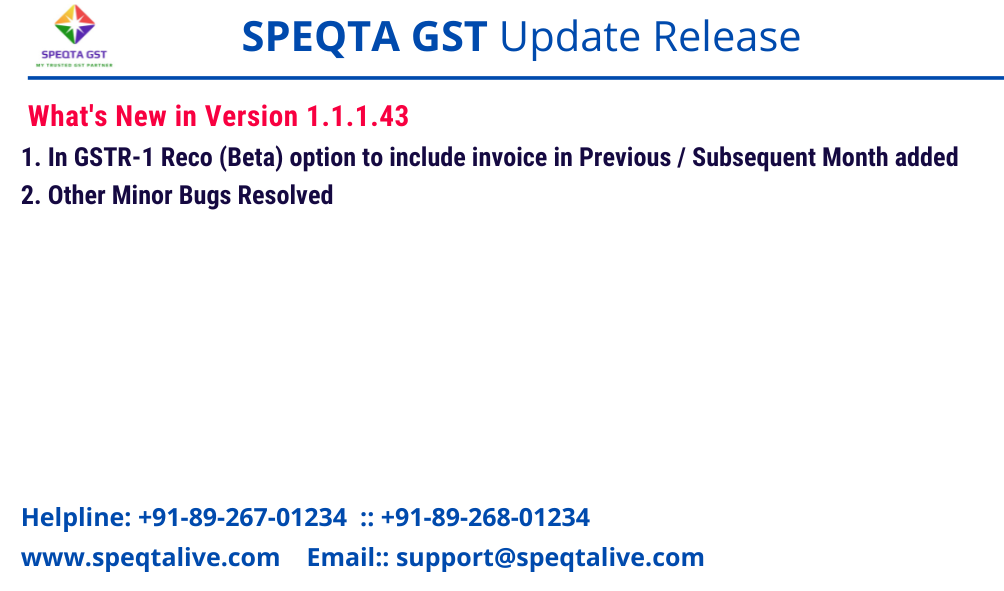 SPEQTA GST
MY TRUSTED GST PARTNER
SPEQTA GST Update Release
What's New in Version 1.1.1.43
1. In GSTR-1 Reco (Beta) option to include invoice in Previous / Subsequent Month added
2. Other Minor Bugs Resolved
Helpline: +91-89-267-01234 :: +91-89-268-01234
www.speqtalive.com Email:: support@speqtalive.com